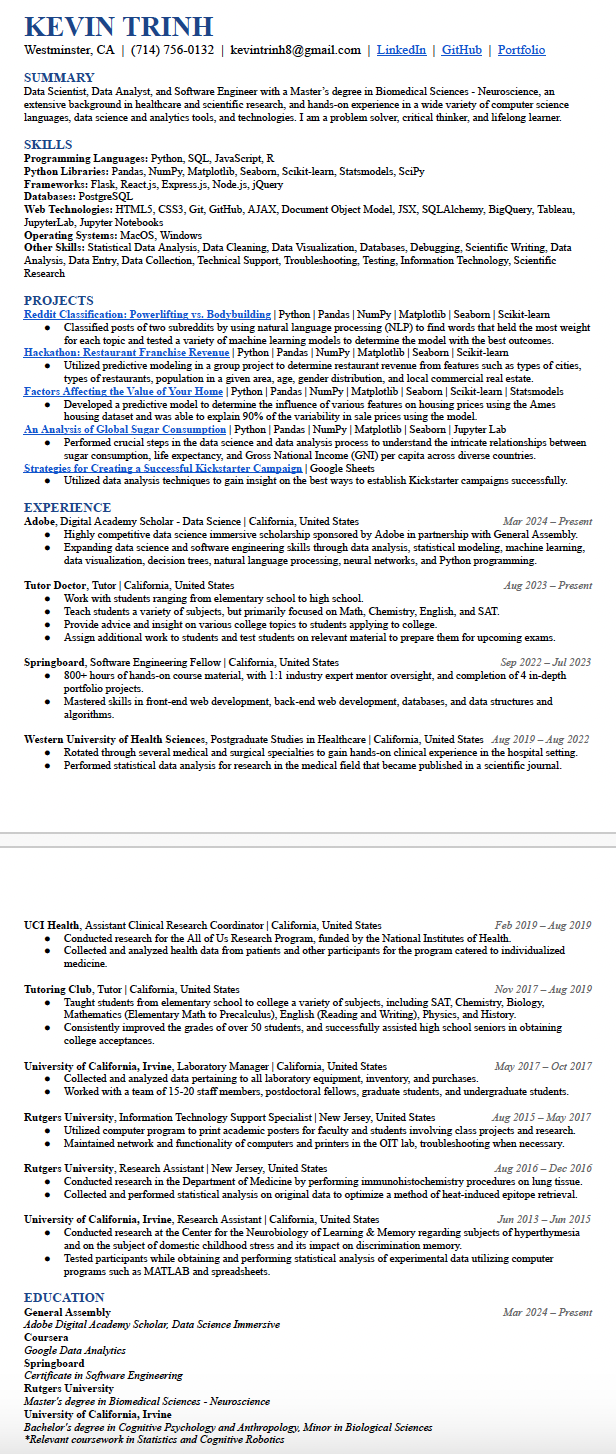 KEVIN TRINH
Westminster, CA | (714) 756-0132 | kevintrinh8@gmail.com | LinkedIn | GitHub | Portfolio
SUMMARY
Data Scientist, Data Analyst, and Software Engineer with a Master's degree in Biomedical Sciences - Neuroscience, an
extensive background in healthcare and scientific research, and hands-on experience in a wide variety of computer science
languages, data science and analytics tools, and technologies. I am a problem solver, critical thinker, and lifelong learner.
SKILLS
Programming Languages: Python, SQL, JavaScript, R
Python Libraries: Pandas, NumPy, Matplotlib, Seaborn, Scikit-learn, Statsmodels, SciPy
Frameworks: Flask, React.js, Express.js, Node.js, jQuery
Databases: PostgreSQL
Web Technologies: HTML5, CSS3, Git, GitHub, AJAX, Document Object Model, JSX, SQLAlchemy, BigQuery, Tableau,
JupyterLab, Jupyter Notebooks
Operating Systems: MacOS, Windows
Other Skills: Statistical Data Analysis, Data Cleaning, Data Visualization, Databases, Debugging, Scientific Writing, Data
Analysis, Data Entry, Data Collection, Technical Support, Troubleshooting, Testing, Information Technology, Scientific
Research
PROJECTS
Reddit Classification: Powerlifting vs. Bodybuilding | Python | Pandas | NumPy | Matplotlib | Seaborn | Scikit-learn
● Classified posts of two subreddits by using natural language processing (NLP) to find words that held the most weight
for each topic and tested a variety of machine learning models to determine the model with the best outcomes.
Hackathon: Restaurant Franchise Revenue | Python | Pandas | NumPy | Matplotlib | Seaborn | Scikit-learn
● Utilized predictive modeling in a group project to determine restaurant revenue from features such as types of cities,
types of restaurants, population in a given area, age, gender distribution, and local commercial real estate.
Factors Affecting the Value of Your Home | Python | Pandas | NumPy | Matplotlib | Seaborn | Scikit-learn | Statsmodels
● Developed a predictive model to determine the influence of various features on housing prices using the Ames
housing dataset and was able to explain 90% of the variability in sale prices using the model.
An Analysis of Global Sugar Consumption | Python | Pandas | NumPy | Matplotlib | Seaborn | Jupyter Lab
● Performed crucial steps in the data science and data analysis process to understand the intricate relationships between
sugar consumption, life expectancy, and Gross National Income (GNI) per capita across diverse countries.
Strategies for Creating a Successful Kickstarter Campaign | Google Sheets
● Utilized data analysis techniques to gain insight on the best ways to establish Kickstarter campaigns successfully.
EXPERIENCE
Adobe, Digital Academy Scholar - Data Science | California, United States Mar 2024 – Present
● Highly competitive data science immersive scholarship sponsored by Adobe in partnership with General Assembly.
● Expanding data science and software engineering skills through data analysis, statistical modeling, machine learning,
data visualization, decision trees, natural language processing, neural networks, and Python programming.
Tutor Doctor, Tutor | California, United States Aug 2023 – Present
● Work with students ranging from elementary school to high school.
● Teach students a variety of subjects, but primarily focused on Math, Chemistry, English, and SAT.
● Provide advice and insight on various college topics to students applying to college.
● Assign additional work to students and test students on relevant material to prepare them for upcoming exams.
Springboard, Software Engineering Fellow | California, United States Sep 2022 – Jul 2023
● 800+ hours of hands-on course material, with 1:1 industry expert mentor oversight, and completion of 4 in-depth
portfolio projects.
● Mastered skills in front-end web development, back-end web development, databases, and data structures and
algorithms.
Western University of Health Sciences, Postgraduate Studies in Healthcare | California, United States Aug 2019 – Aug 2022
● Rotated through several medical and surgical specialties to gain hands-on clinical experience in the hospital setting.
● Performed statistical data analysis for research in the medical field that became published in a scientific journal.
UCI Health, Assistant Clinical Research Coordinator | California, United States Feb 2019 – Aug 2019
● Conducted research for the All of Us Research Program, funded by the National Institutes of Health.
● Collected and analyzed health data from patients and other participants for the program catered to individualized
medicine.
Tutoring Club, Tutor | California, United States Nov 2017 – Aug 2019
● Taught students from elementary school to college a variety of subjects, including SAT, Chemistry, Biology,
Mathematics (Elementary Math to Precalculus), English (Reading and Writing), Physics, and History.
● Consistently improved the grades of over 50 students, and successfully assisted high school seniors in obtaining
college acceptances.
University of California, Irvine, Laboratory Manager | California, United States May 2017 – Oct 2017
● Collected and analyzed data pertaining to all laboratory equipment, inventory, and purchases.
● Worked with a team of 15-20 staff members, postdoctoral fellows, graduate students, and undergraduate students.
Rutgers University, Information Technology Support Specialist | New Jersey, United States Aug 2015 – May 2017
● Utilized computer program to print academic posters for faculty and students involving class projects and research.
● Maintained network and functionality of computers and printers in the OIT lab, troubleshooting when necessary.
Rutgers University, Research Assistant | New Jersey, United States Aug 2016 – Dec 2016
● Conducted research in the Department of Medicine by performing immunohistochemistry procedures on lung tissue.
● Collected and performed statistical analysis on original data to optimize a method of heat-induced epitope retrieval.
University of California, Irvine, Research Assistant | California, United States Jun 2013 – Jun 2015
● Conducted research at the Center for the Neurobiology of Learning & Memory regarding subjects of hyperthymesia
and on the subject of domestic childhood stress and its impact on discrimination memory.
● Tested participants while obtaining and performing statistical analysis of experimental data utilizing computer
programs such as MATLAB and spreadsheets.
EDUCATION
General Assembly Mar 2024 – Present
Adobe Digital Academy Scholar, Data Science Immersive
Coursera
Google Data Analytics
Springboard
Certificate in Software Engineering
Rutgers University
Master's degree in Biomedical Sciences - Neuroscience
University of California, Irvine
Bachelor's degree in Cognitive Psychology and Anthropology, Minor in Biological Sciences
*Relevant coursework in Statistics and Cognitive Robotics